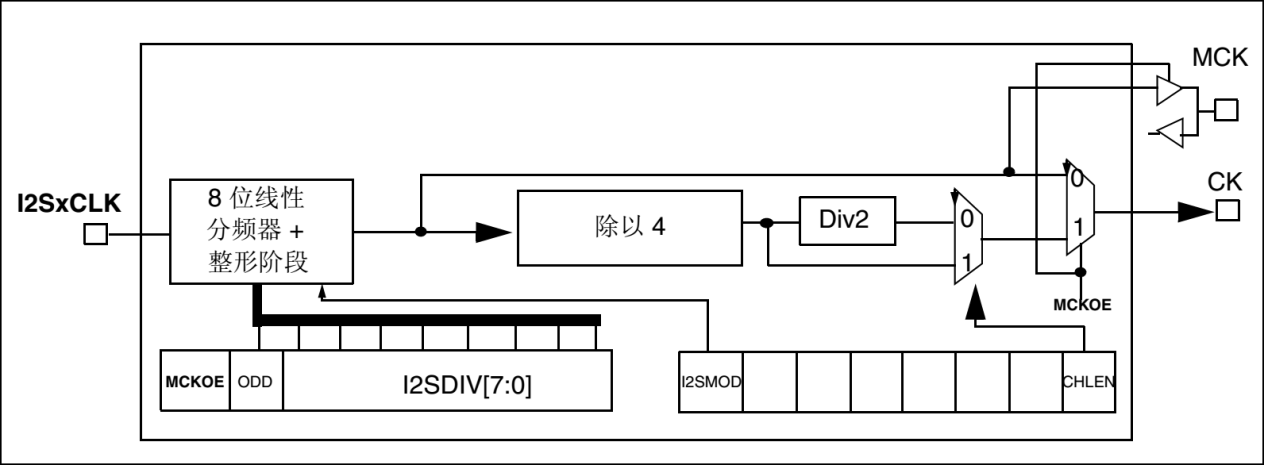 MCK
I2SxCLK
8 位线性
分频器 +
整形阶段
除以 4
Div2
0
1
0
1
CK
MCKOE
MCKOE
ODD
I2SDIV[7:0]
I2SMOD
CHLEN